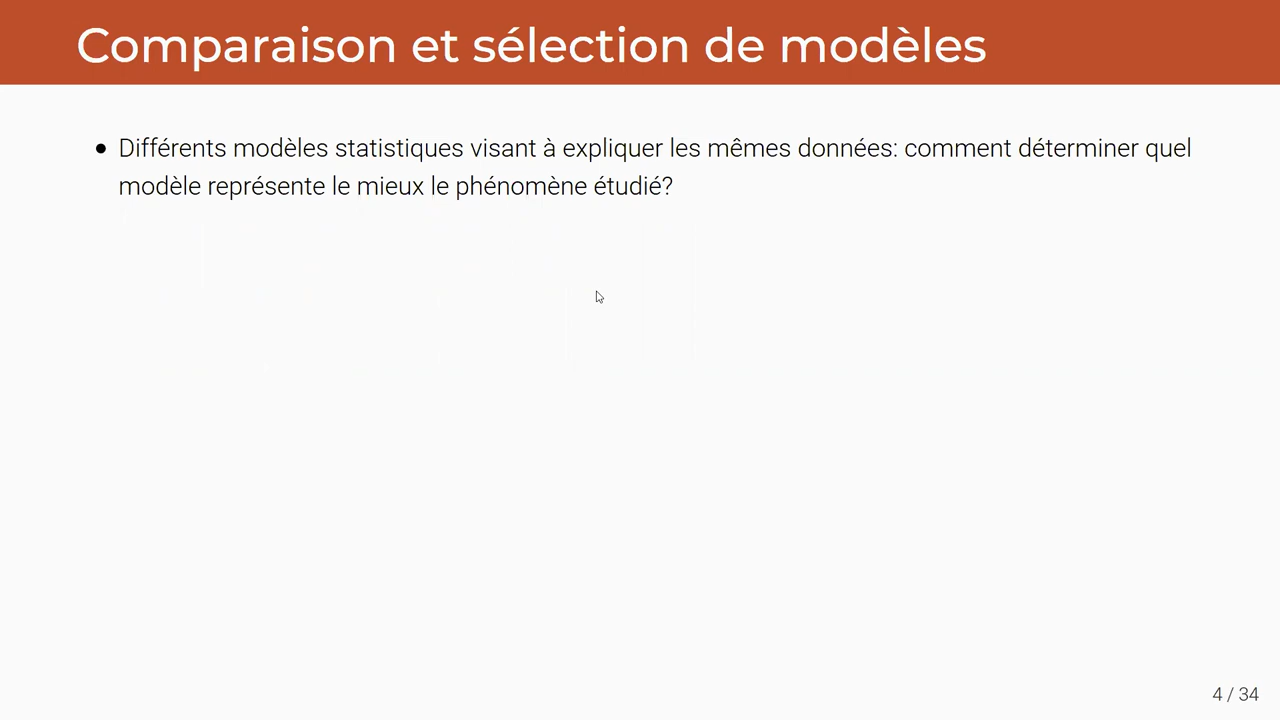 Comparaison et sélection de modèles
• Différents modèles statistiques visant à expliquer les mêmes données: comment déterminer quel
modèle représente le mieux le phénomène étudié?
4 / 34